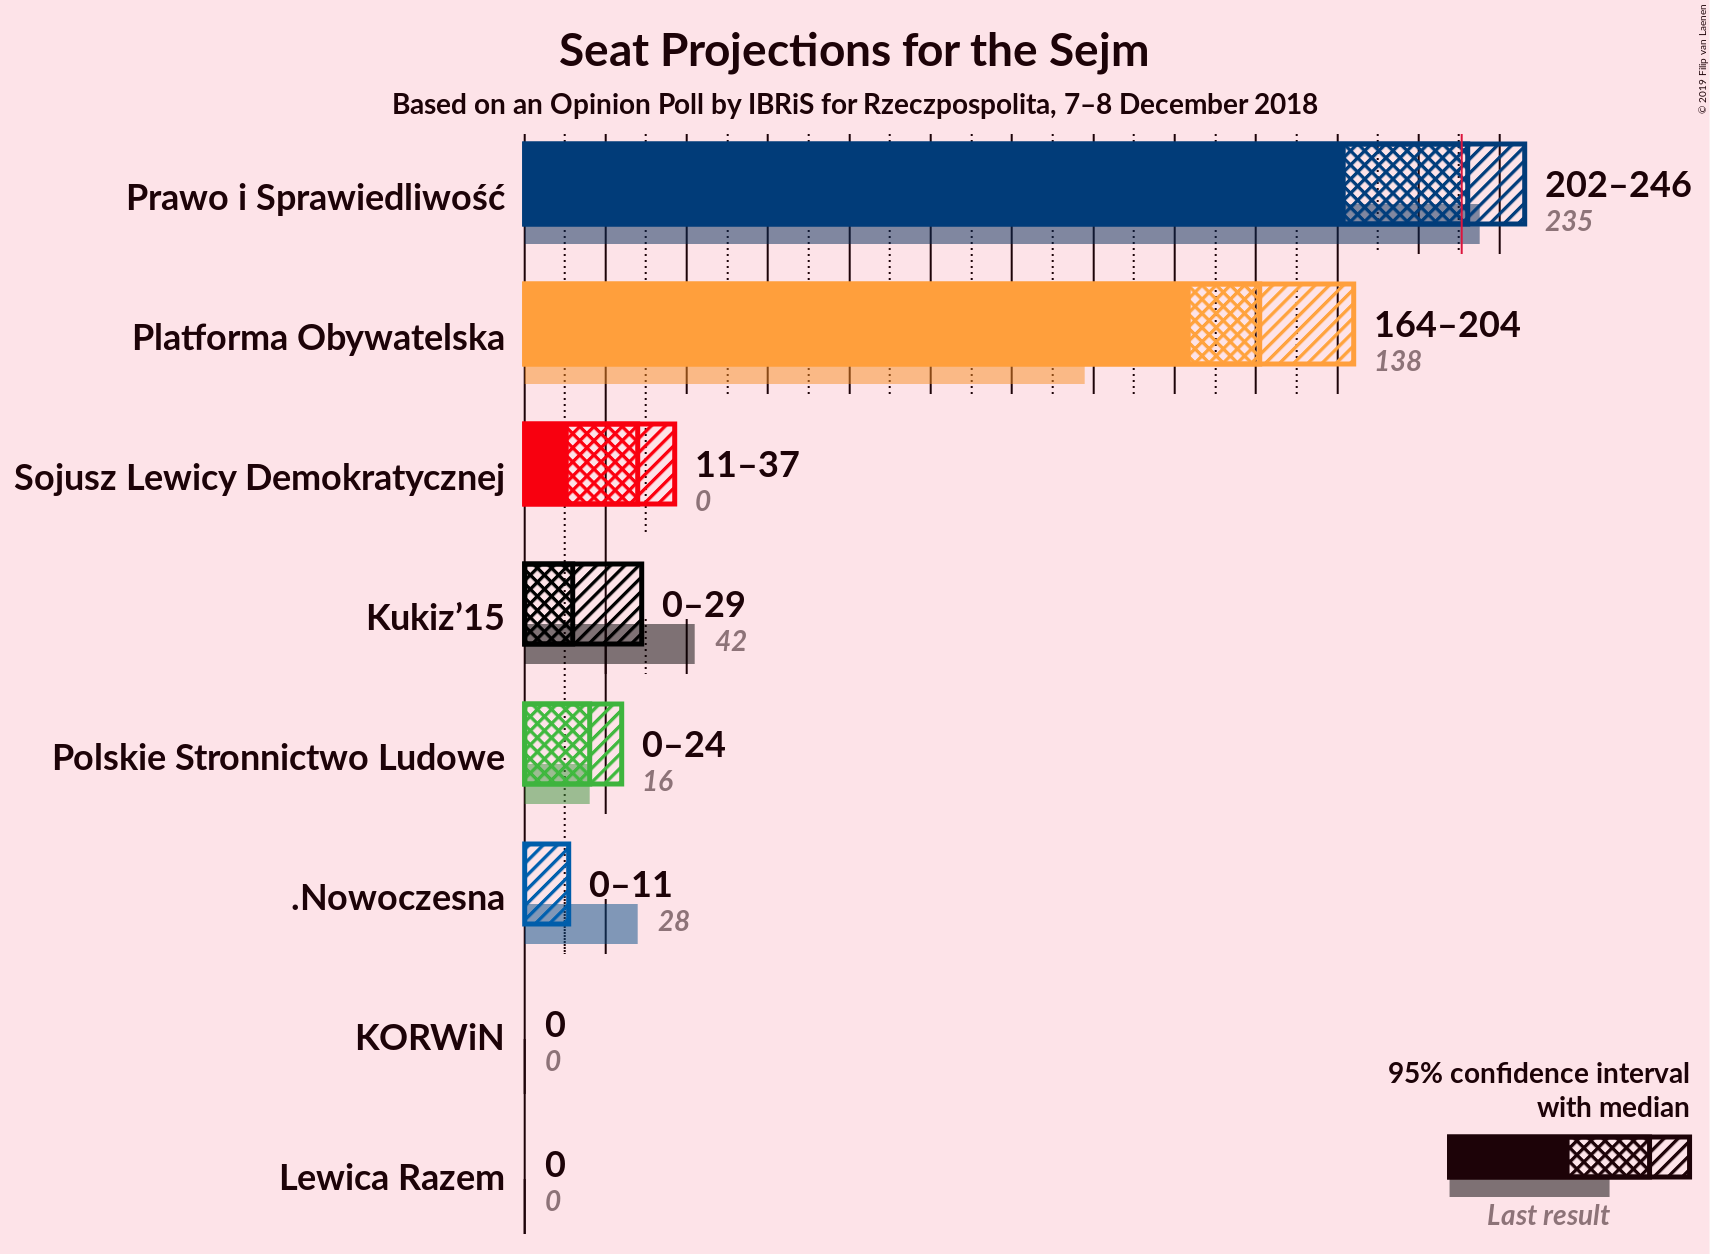 Seat Projections for the Sejm
Based on an Opinion Poll by IBRiS for Rzeczpospolita, 7–8 December 2018
© 2019 Filip van Laenen
Prawo i Sprawiedliwość
202–246
235
Platforma Obywatelska
164–204
138
Sojusz Lewicy Demokratycznej
11–37
0
Kukiz’15
0–29
42
Polskie Stronnictwo Ludowe
0–24
16
.Nowoczesna
0–11
28
KORWiN
0
0
Lewica Razem
0
0
95% confidence interval
with median
Last result